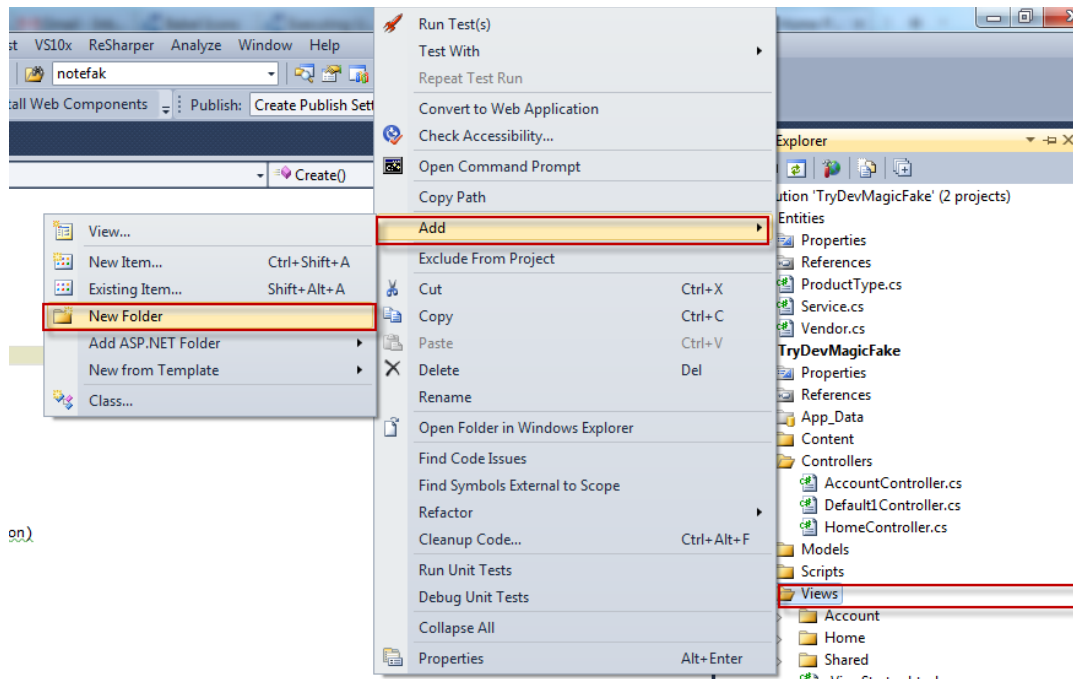 st VS10x ReSharper Analyze Window Help
notefak
all Web Components Publish: Create Publish Sett
Create()
on)
View...
New Item... Ctrl+Shift+A
Existing Item... Shift+Alt+A
New Folder
Add ASP.NET Folder
New from Template
Class...
Run Test(s)
Test With
Repeat Test Run
Convert to Web Application
Check Accessibility...
Open Command Prompt
Copy Path
Add
Exclude From Project
Cut Ctrl+X
Copy Ctrl+C
Paste Ctrl+V
Delete Del
Rename
Open Folder in Windows Explorer
Find Code Issues
Find Symbols External to Scope
Refactor
Cleanup Code... Ctrl+Alt+F
Run Unit Tests
Debug Unit Tests
Collapse All
Properties Alt+Enter
Explorer
ution 'TryDevMagicFake' (2 projects)
Entities
Properties
References
ProductType.cs
Service.cs
Vendor.cs
TryDevMagicFake
Properties
References
App_Data
Content
Controllers
AccountController.cs
Default1Controller.cs
HomeController.cs
Models
Scripts
Views
Account
Home
Shared